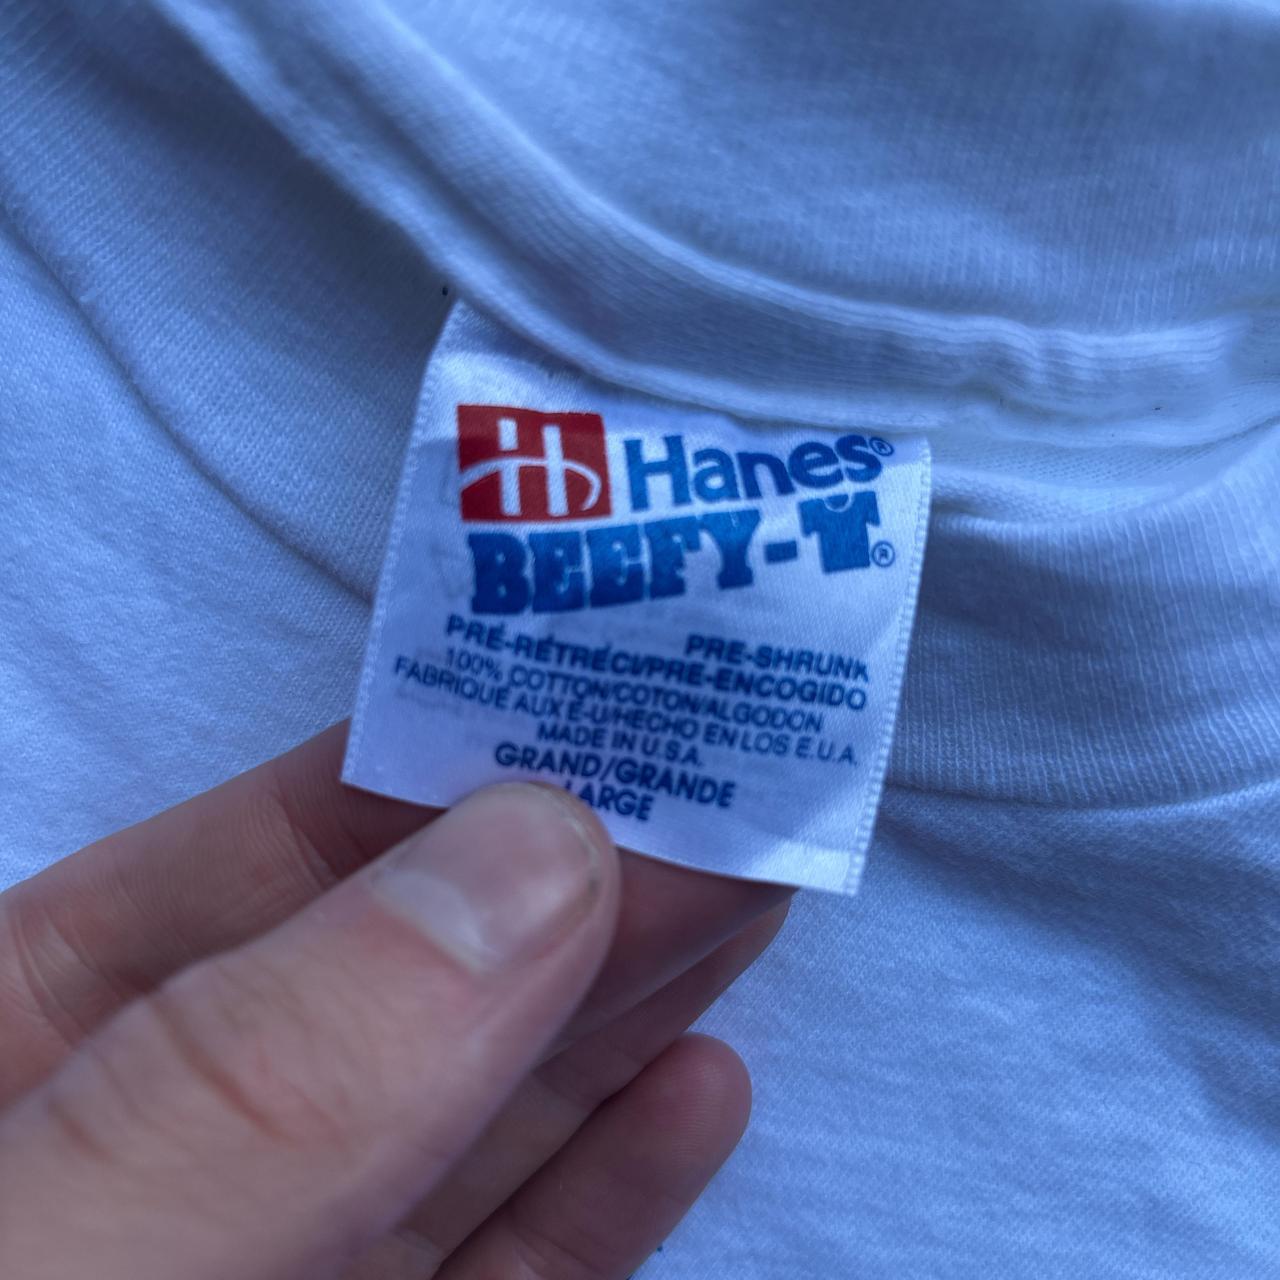 Hanes®
BEEFY-T®
PRE-SHRUNK
PRÉ-RÉTRÉCI/PRE-ENCOGIDO
100% COTTON/COTON/ALGODON
FABRIQUÉ AUX É-U/HECHO EN LOS E.U.A.
MADE IN U.S.A.
GRAND/GRANDE
LARGE